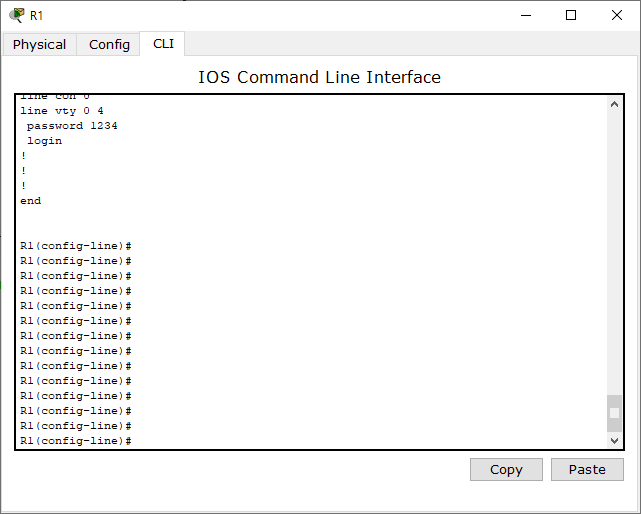 R1
Physical Config CLI
IOS Command Line Interface
line con 0
line vty 0 4
password 1234
login
!
!
!
end
R1(config-line)#
R1(config-line)#
R1(config-line)#
R1(config-line)#
R1(config-line)#
R1(config-line)#
R1(config-line)#
R1(config-line)#
R1(config-line)#
R1(config-line)#
R1(config-line)#
R1(config-line)#
R1(config-line)#
R1(config-line)#
Copy Paste